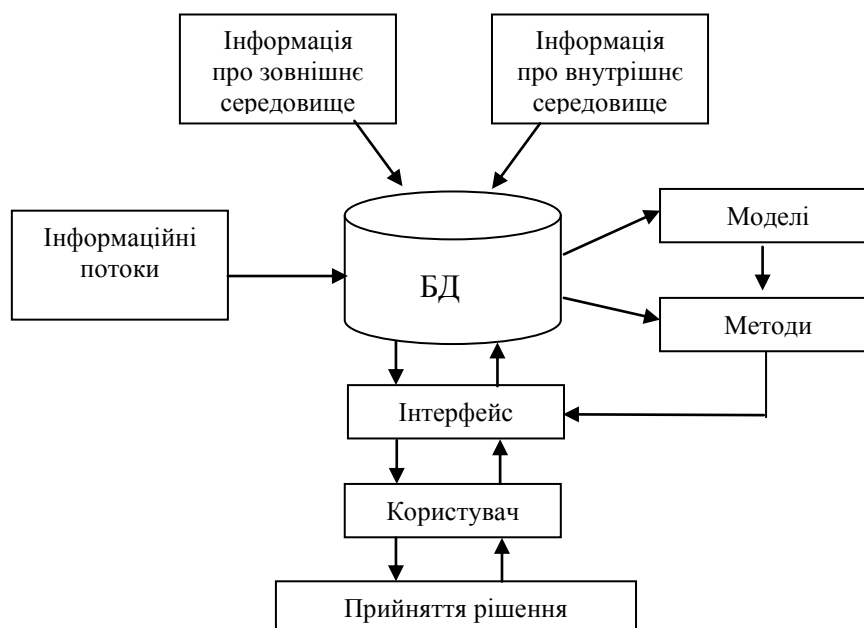 Інформація
про зовнішнє
середовище
Інформація
про внутрішнє
середовище
Інформаційні
потоки
БД
Моделі
Методи
Інтерфейс
Користувач
Прийняття рішення